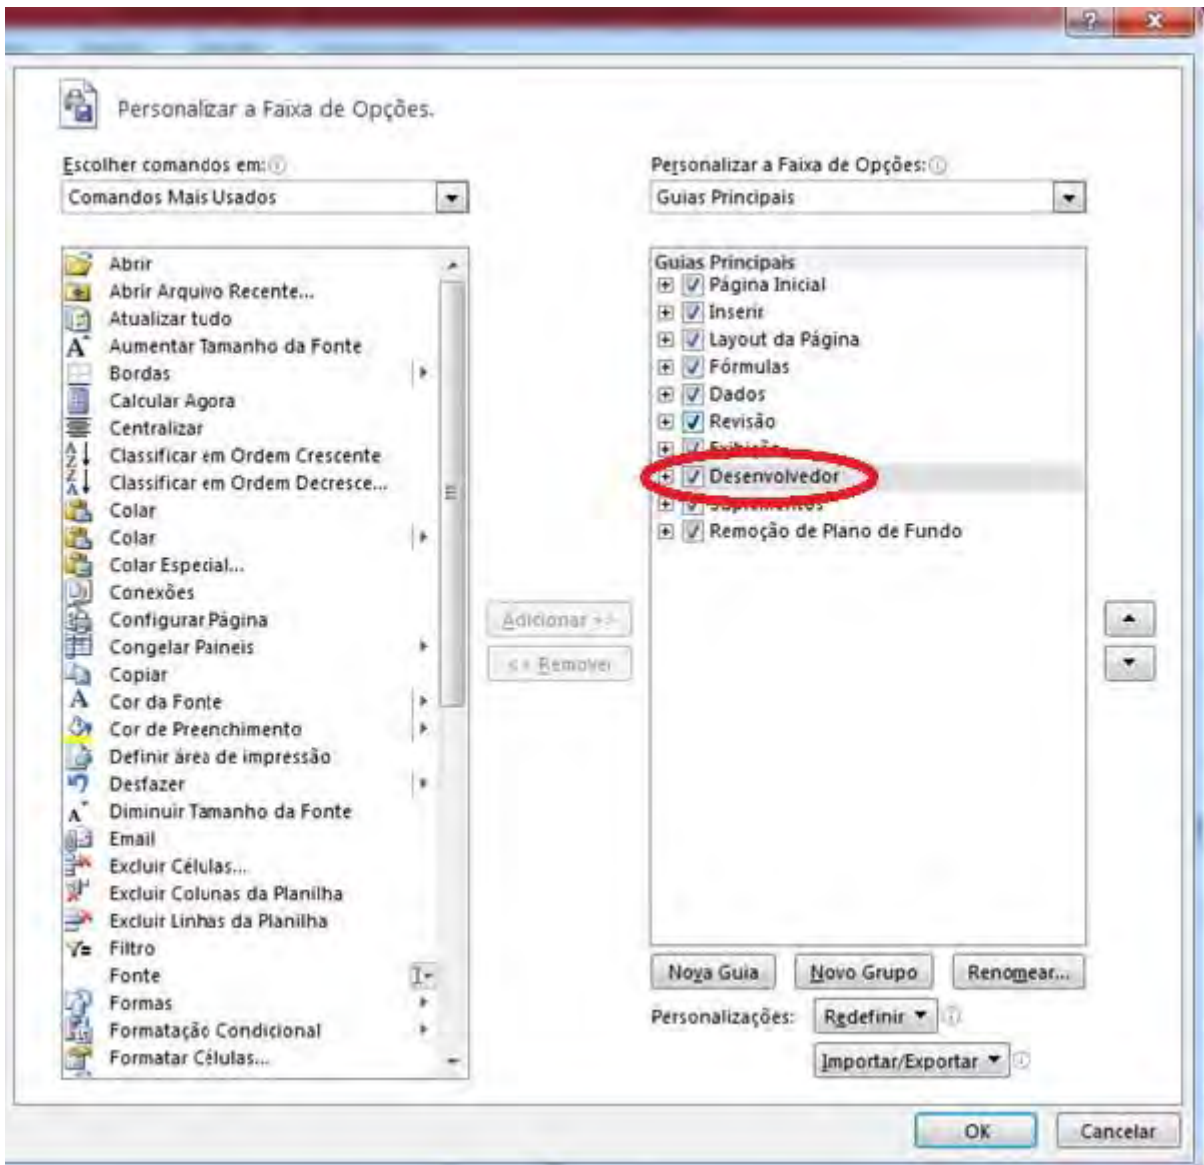 Personalizar a Faixa de Opções.
Escolher comandos em:
Comandos Mais Usados
Abrir
Abrir Arquivo Recente...
Atualizar tudo
Aumentar Tamanho da Fonte
Bordas
Calcular Agora
Centralizar
Classificar em Ordem Crescente
Classificar em Ordem Decresce...
Colar
Colar
Colar Especial...
Conexões
Configurar Página
Congelar Paineis
Copiar
Cor da Fonte
Cor de Preenchimento
Definir área de impressão
Desfazer
Diminuir Tamanho da Fonte
Email
Excluir Células...
Excluir Colunas da Planilha
Excluir Linhas da Planilha
Filtro
Fonte
Formas
Formatação Condicional
Formatar Células...
Adicionar >>
<< Remover
Personalizar a Faixa de Opções:
Guias Principais
Guias Principais
Página Inicial
Inserir
Layout da Página
Fórmulas
Dados
Revisão
Exibição
Desenvolvedor
Suplementos
Remoção de Plano de Fundo
Nova Guia
Novo Grupo
Renomear...
Personalizações:
Redefinir
Importar/Exportar
OK
Cancelar